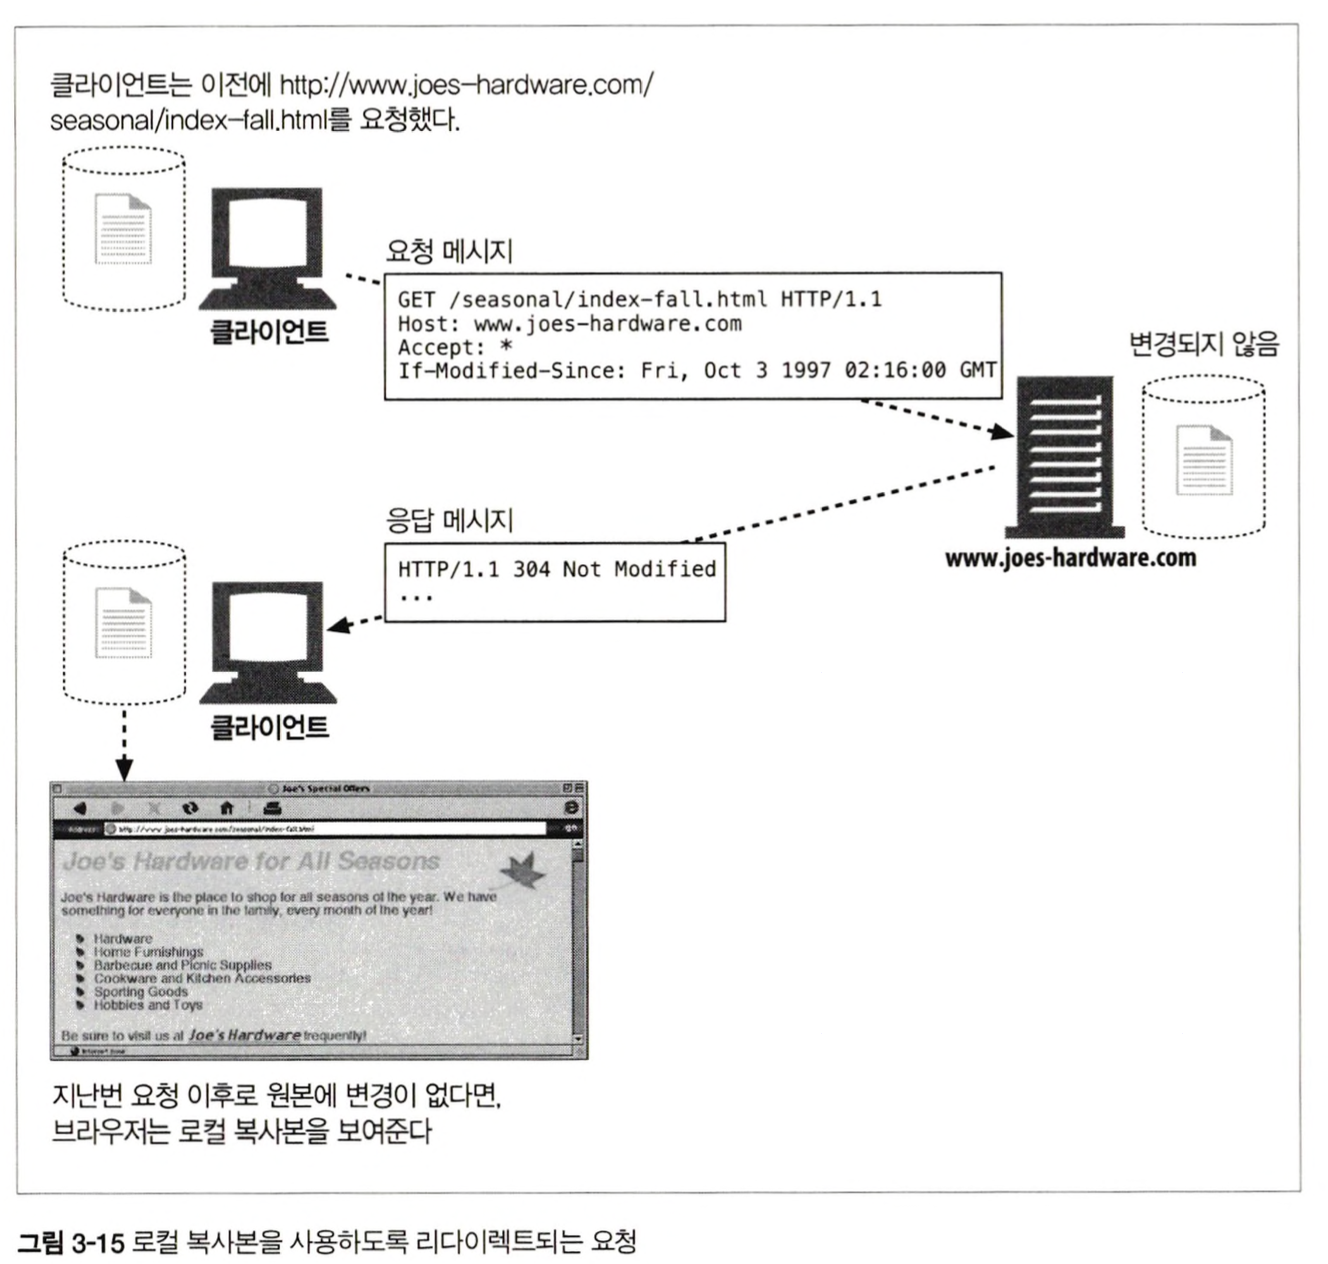 클라이언트는 이전에 http://www.joes-hardware.com/
seasonal/index-fall.html를 요청했다.
클라이언트
요청 메시지
GET /seasonal/index-fall.html HTTP/1.1
Host: www.joes-hardware.com
Accept: *
If-Modified-Since: Fri, Oct 3 1997 02:16:00 GMT
변경되지 않음
www.joes-hardware.com
응답 메시지
HTTP/1.1 304 Not Modified
...
클라이언트
Joe's Special Offers
Address: http://www.joes-hardware.com/seasonal/index-fall.html
Joe's Hardware for All Seasons
Joe's Hardware is the place to shop for all seasons of the year. We have
something for everyone in the family, every month of the year!
Hardware
Home Furnishings
Barbecue and Picnic Supplies
Cookware and Kitchen Accessories
Sporting Goods
Hobbies and Toys
Be sure to visit us at Joe's Hardware frequently!
지난번 요청 이후로 원본에 변경이 없다면,
브라우저는 로컬 복사본을 보여준다
그림 3-15 로컬 복사본을 사용하도록 리다이렉트되는 요청